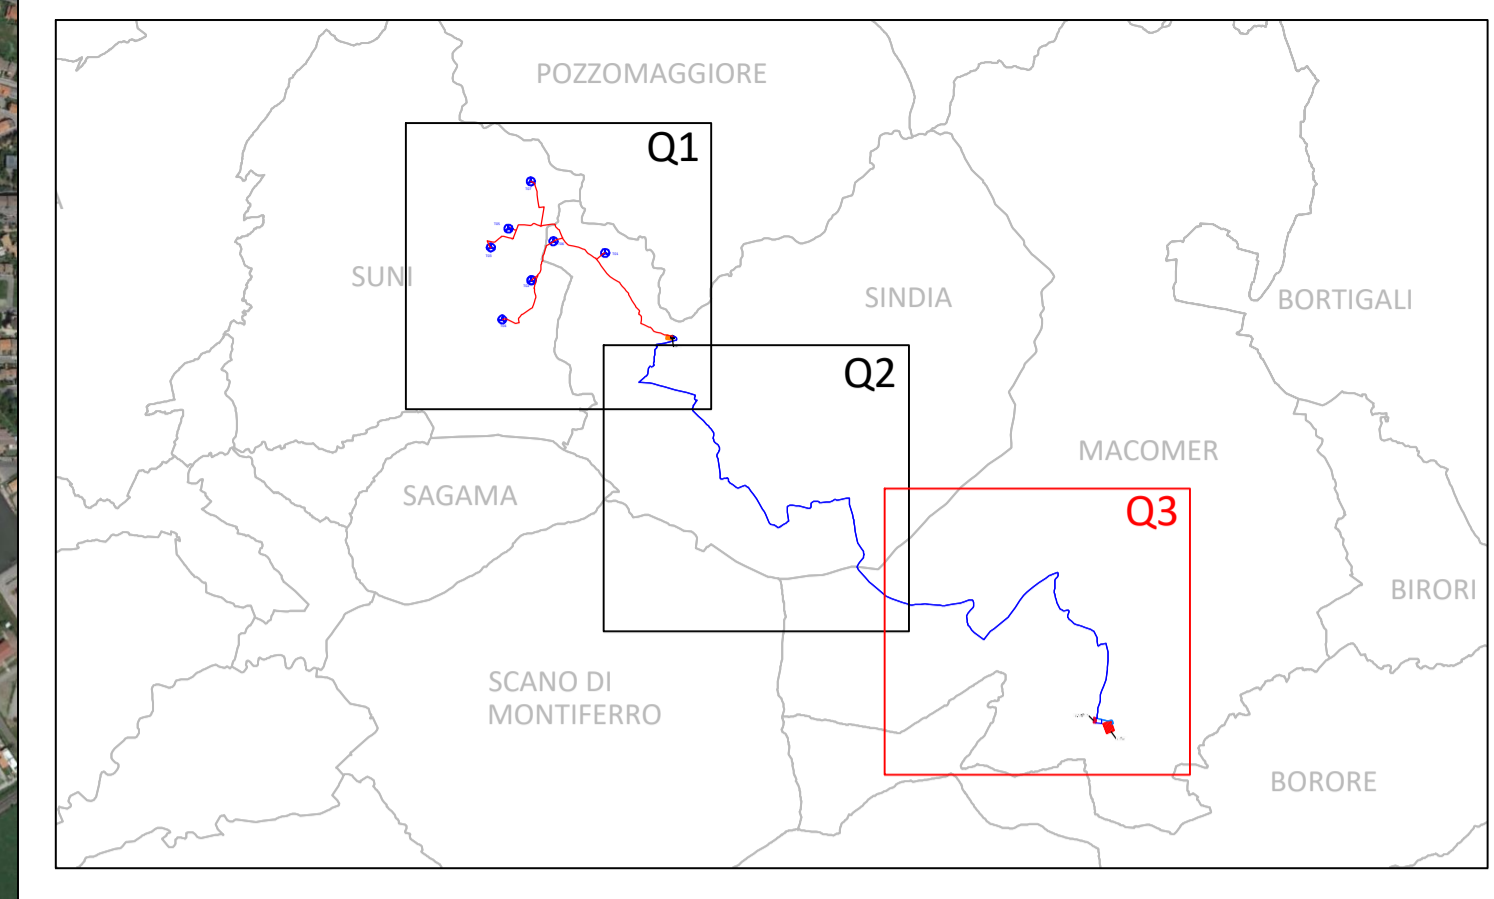 POZZOMAGGIORE
Q1
SUNI
SINDIA
BORTIGALI
Q2
MACOMER
SAGAMA
Q3
BIRORI
SCANO DI
MONTIFERRO
BORORE